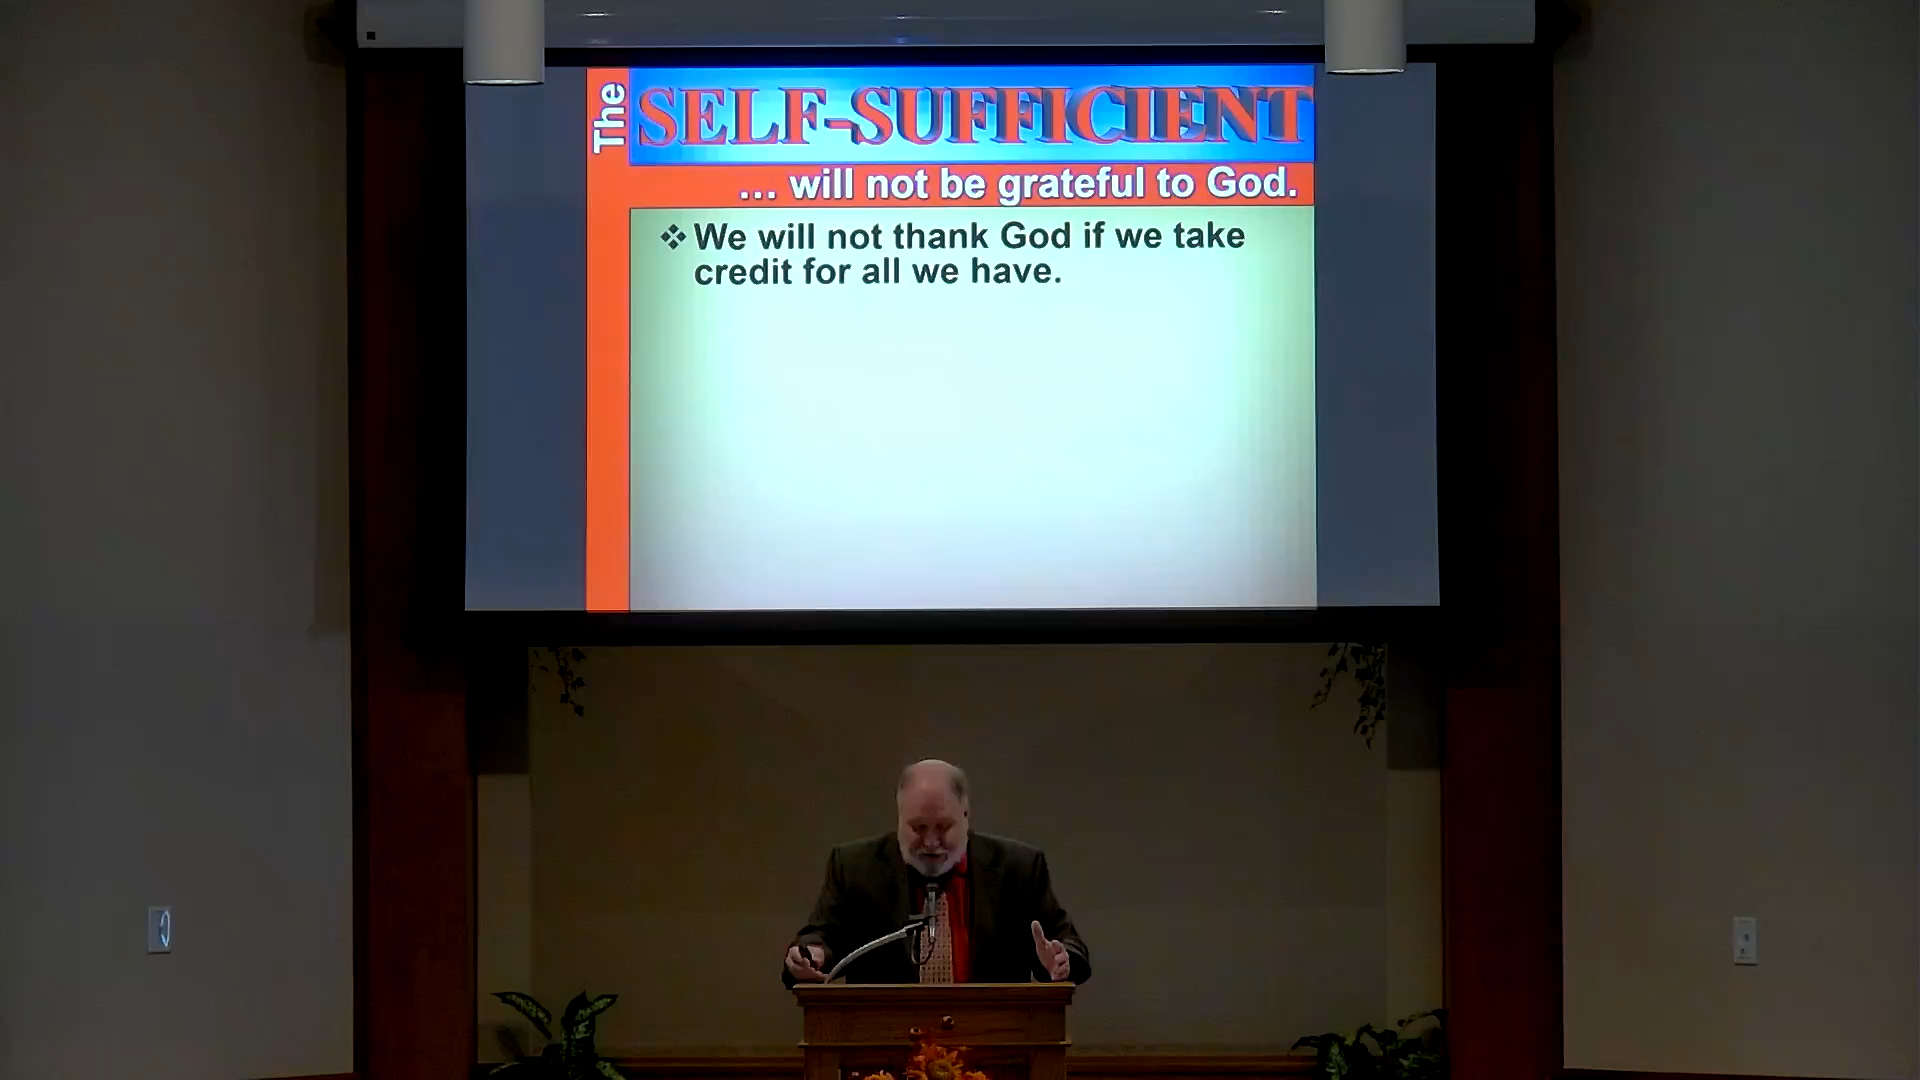 The SELF-SUFFICIENT
... will not be grateful to God.
❖ We will not thank God if we take
credit for all we have.